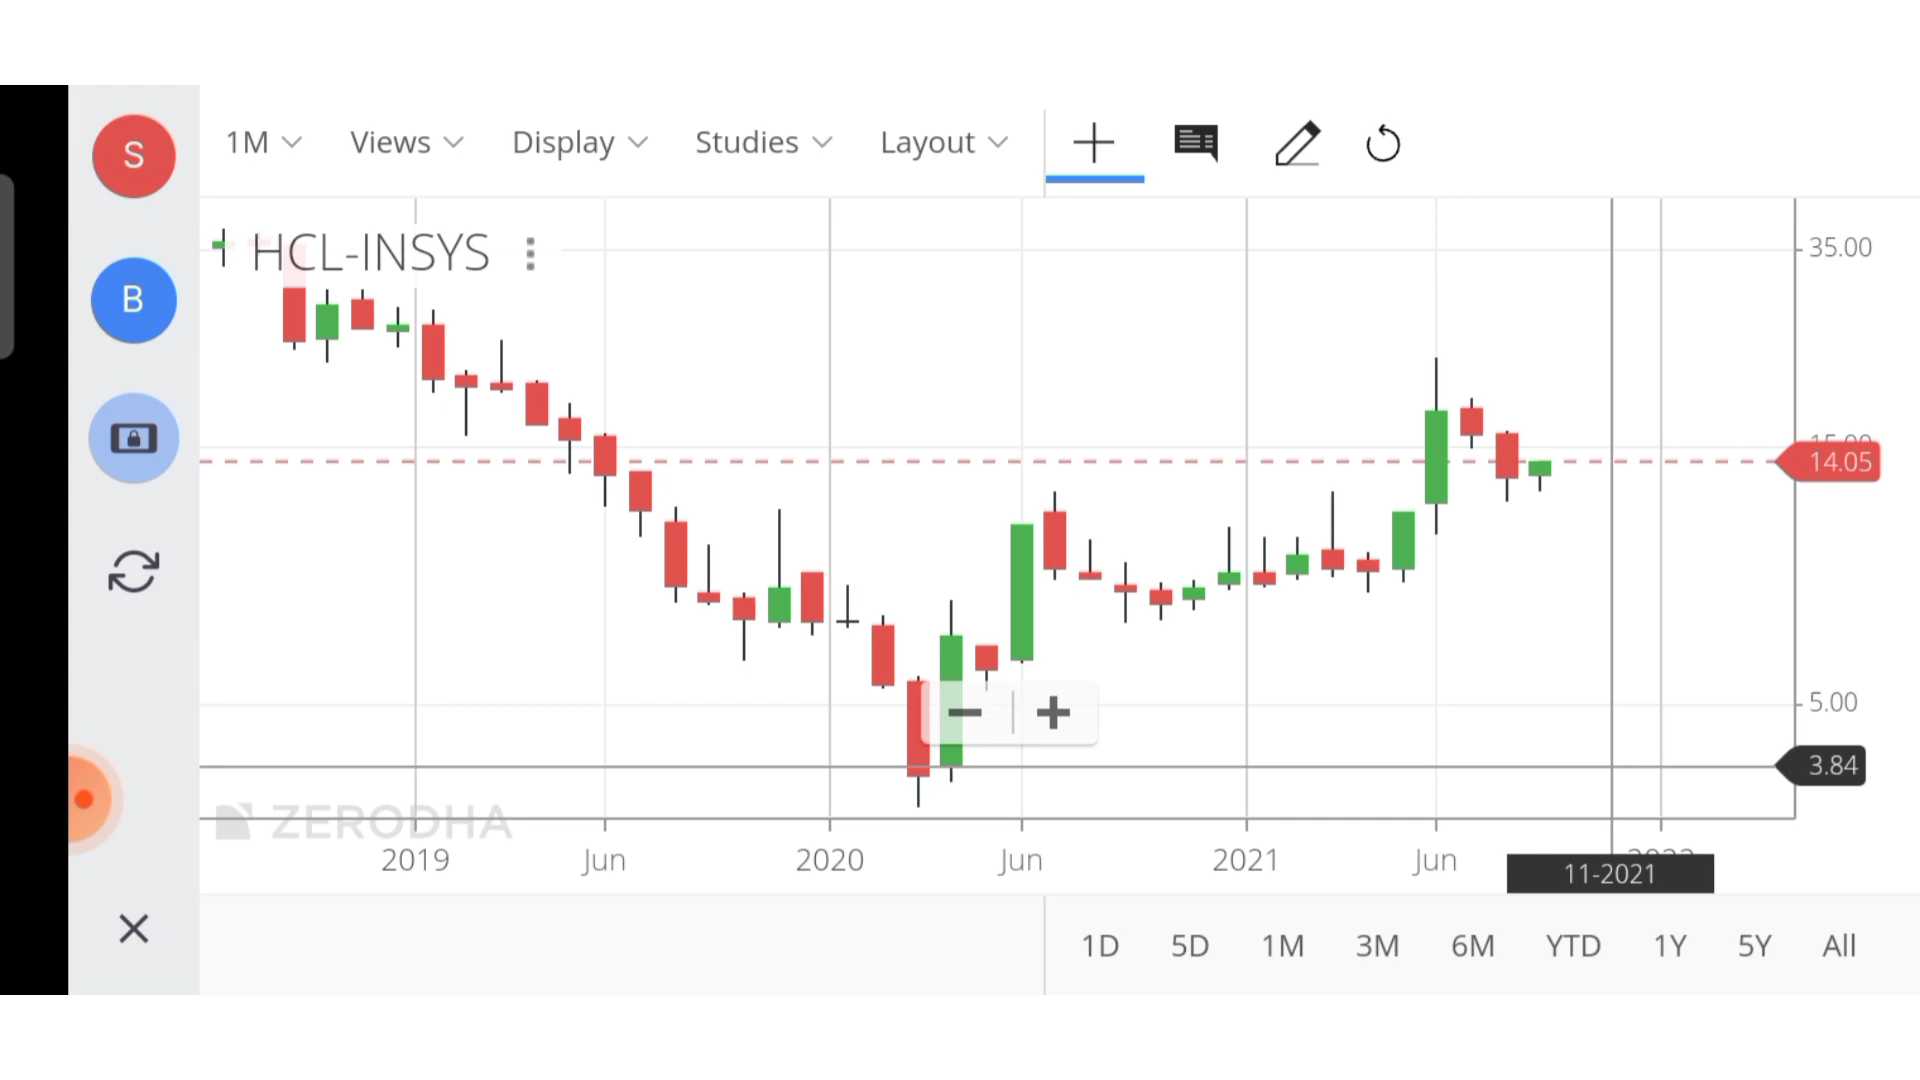 S
1M Views Display Studies Layout
B
HCL-INSYS
35.00
15.00
14.05
5.00
3.84
ZERODHA
2019 Jun 2020 Jun 2021 Jun
11-2021
1D 5D 1M 3M 6M YTD 1Y 5Y All